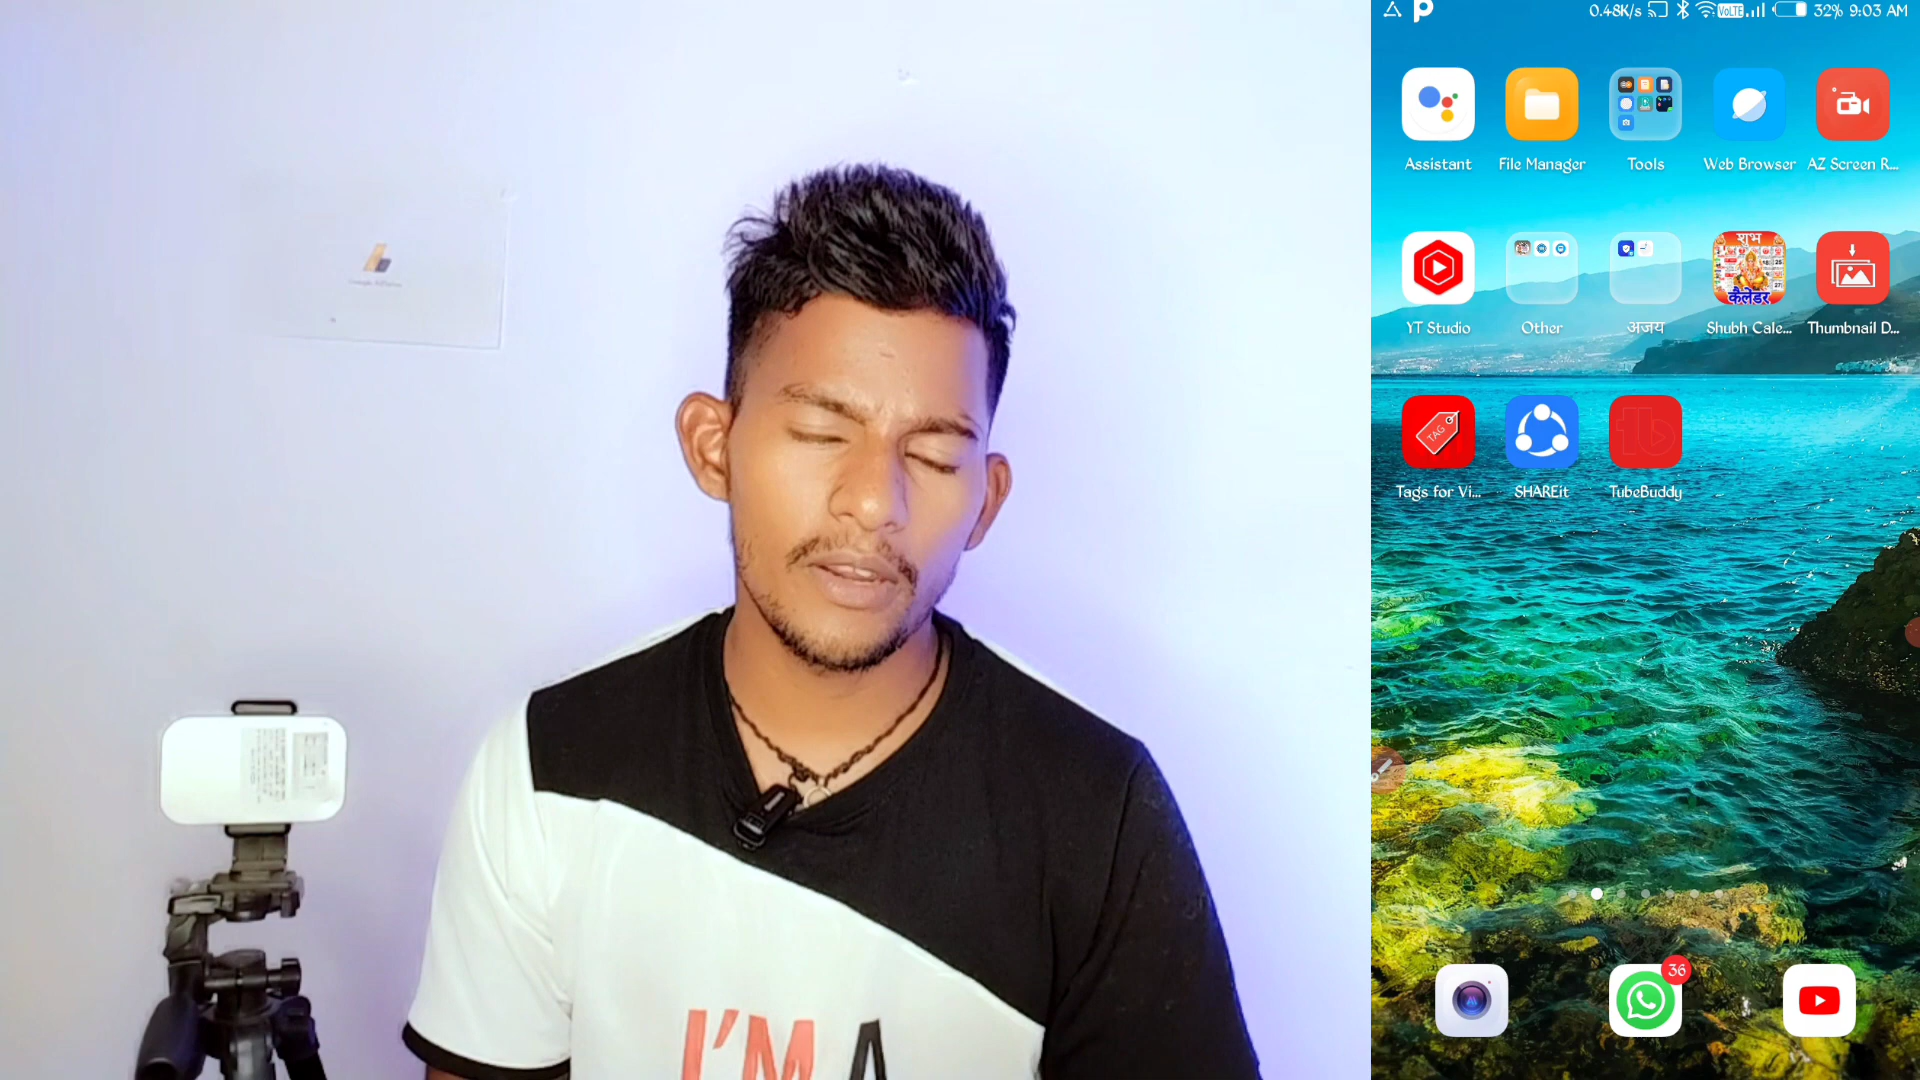 0.48K/s VoLTE 32% 9:03 AM
Assistant
File Manager
Tools
Web Browser
AZ Screen R...
YT Studio
Other
अजय
शुभ
कैलेंडर
Shubh Cale...
Thumbnail D...
TAG
Tags for Vi...
SHAREit
TubeBuddy
36
I'M A